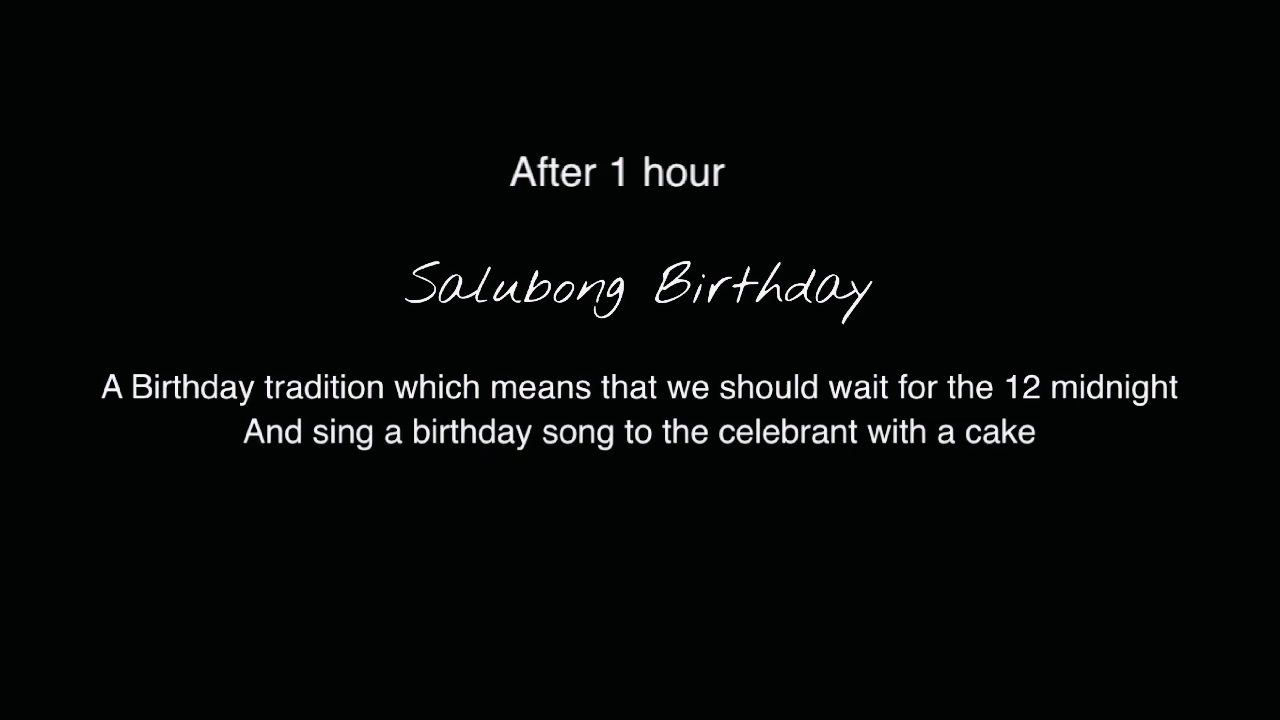 After 1 hour
Salubong Birthday
A Birthday tradition which means that we should wait for the 12 midnight
And sing a birthday song to the celebrant with a cake